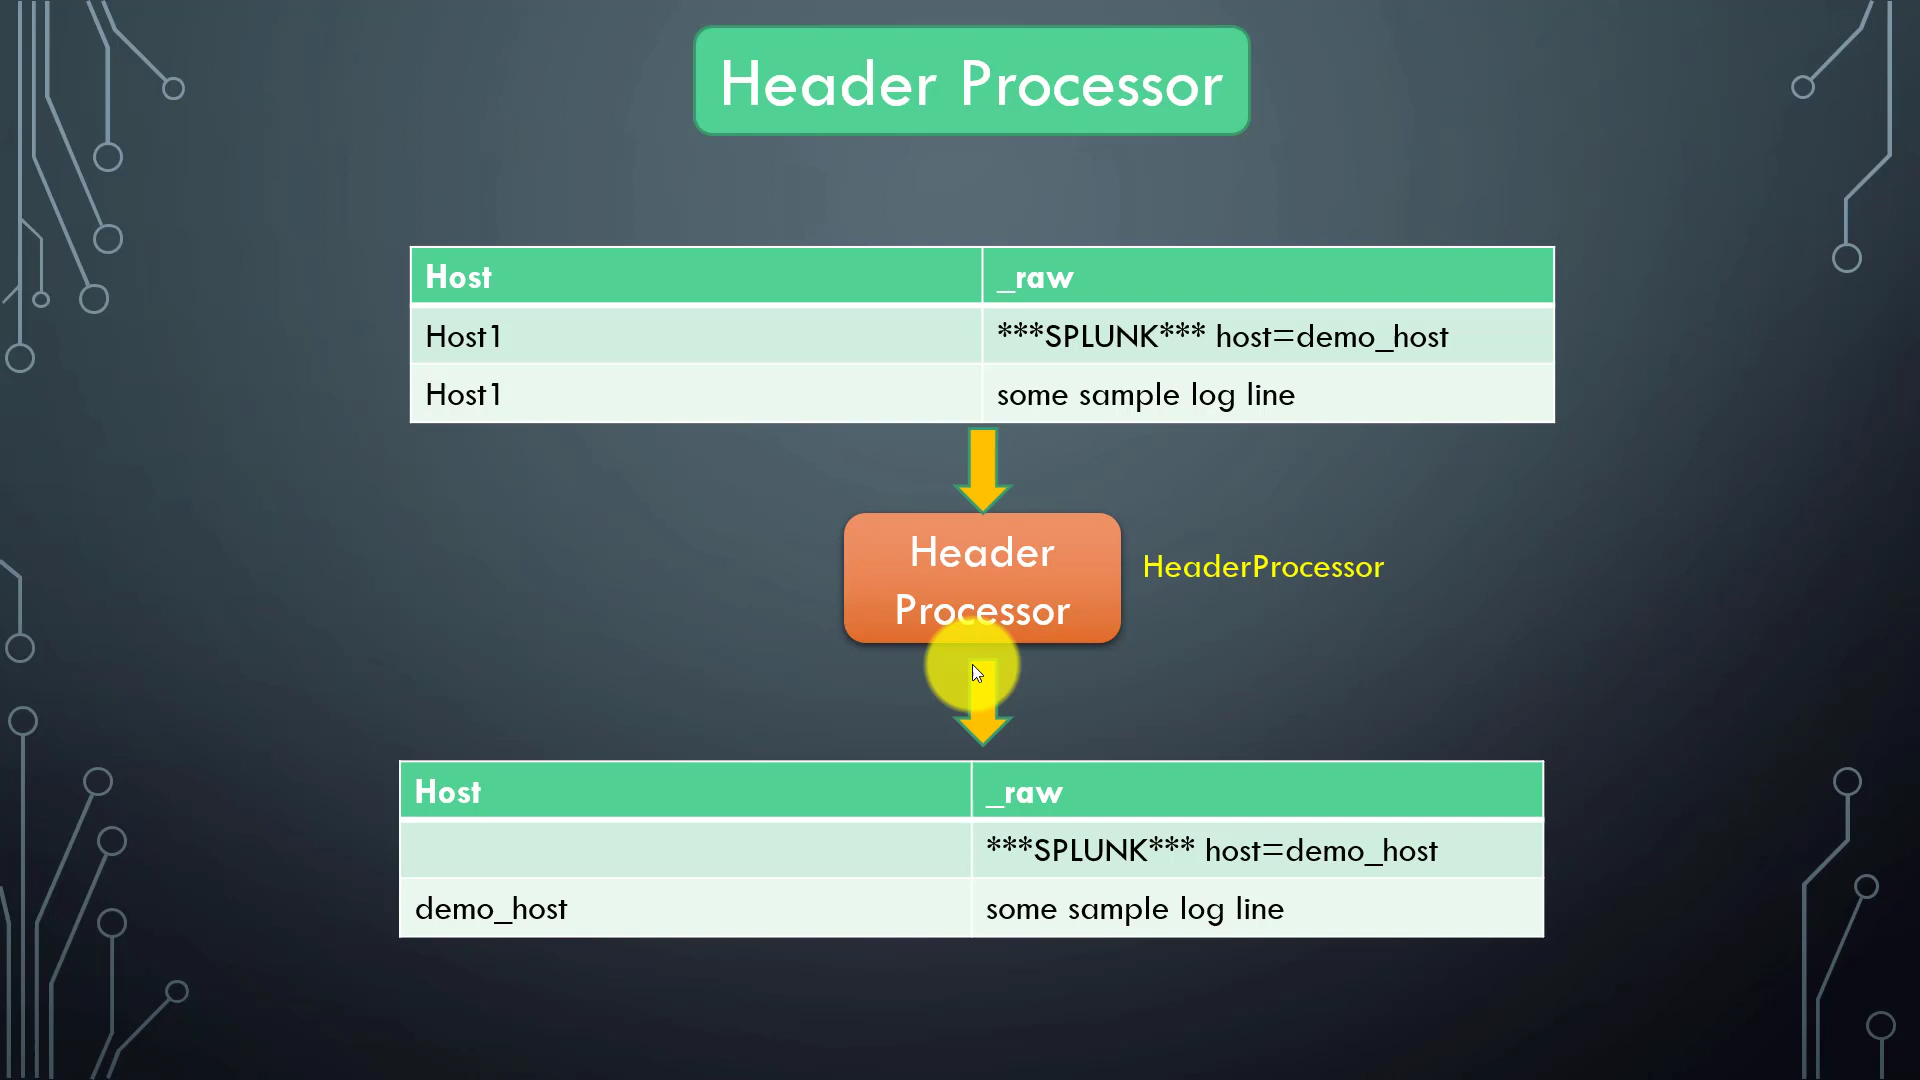 Header Processor
Host _raw
Host1 ***SPLUNK*** host=demo_host
Host1 some sample log line
Header
Processor
HeaderProcessor
Host _raw
***SPLUNK*** host=demo_host
demo_host some sample log line